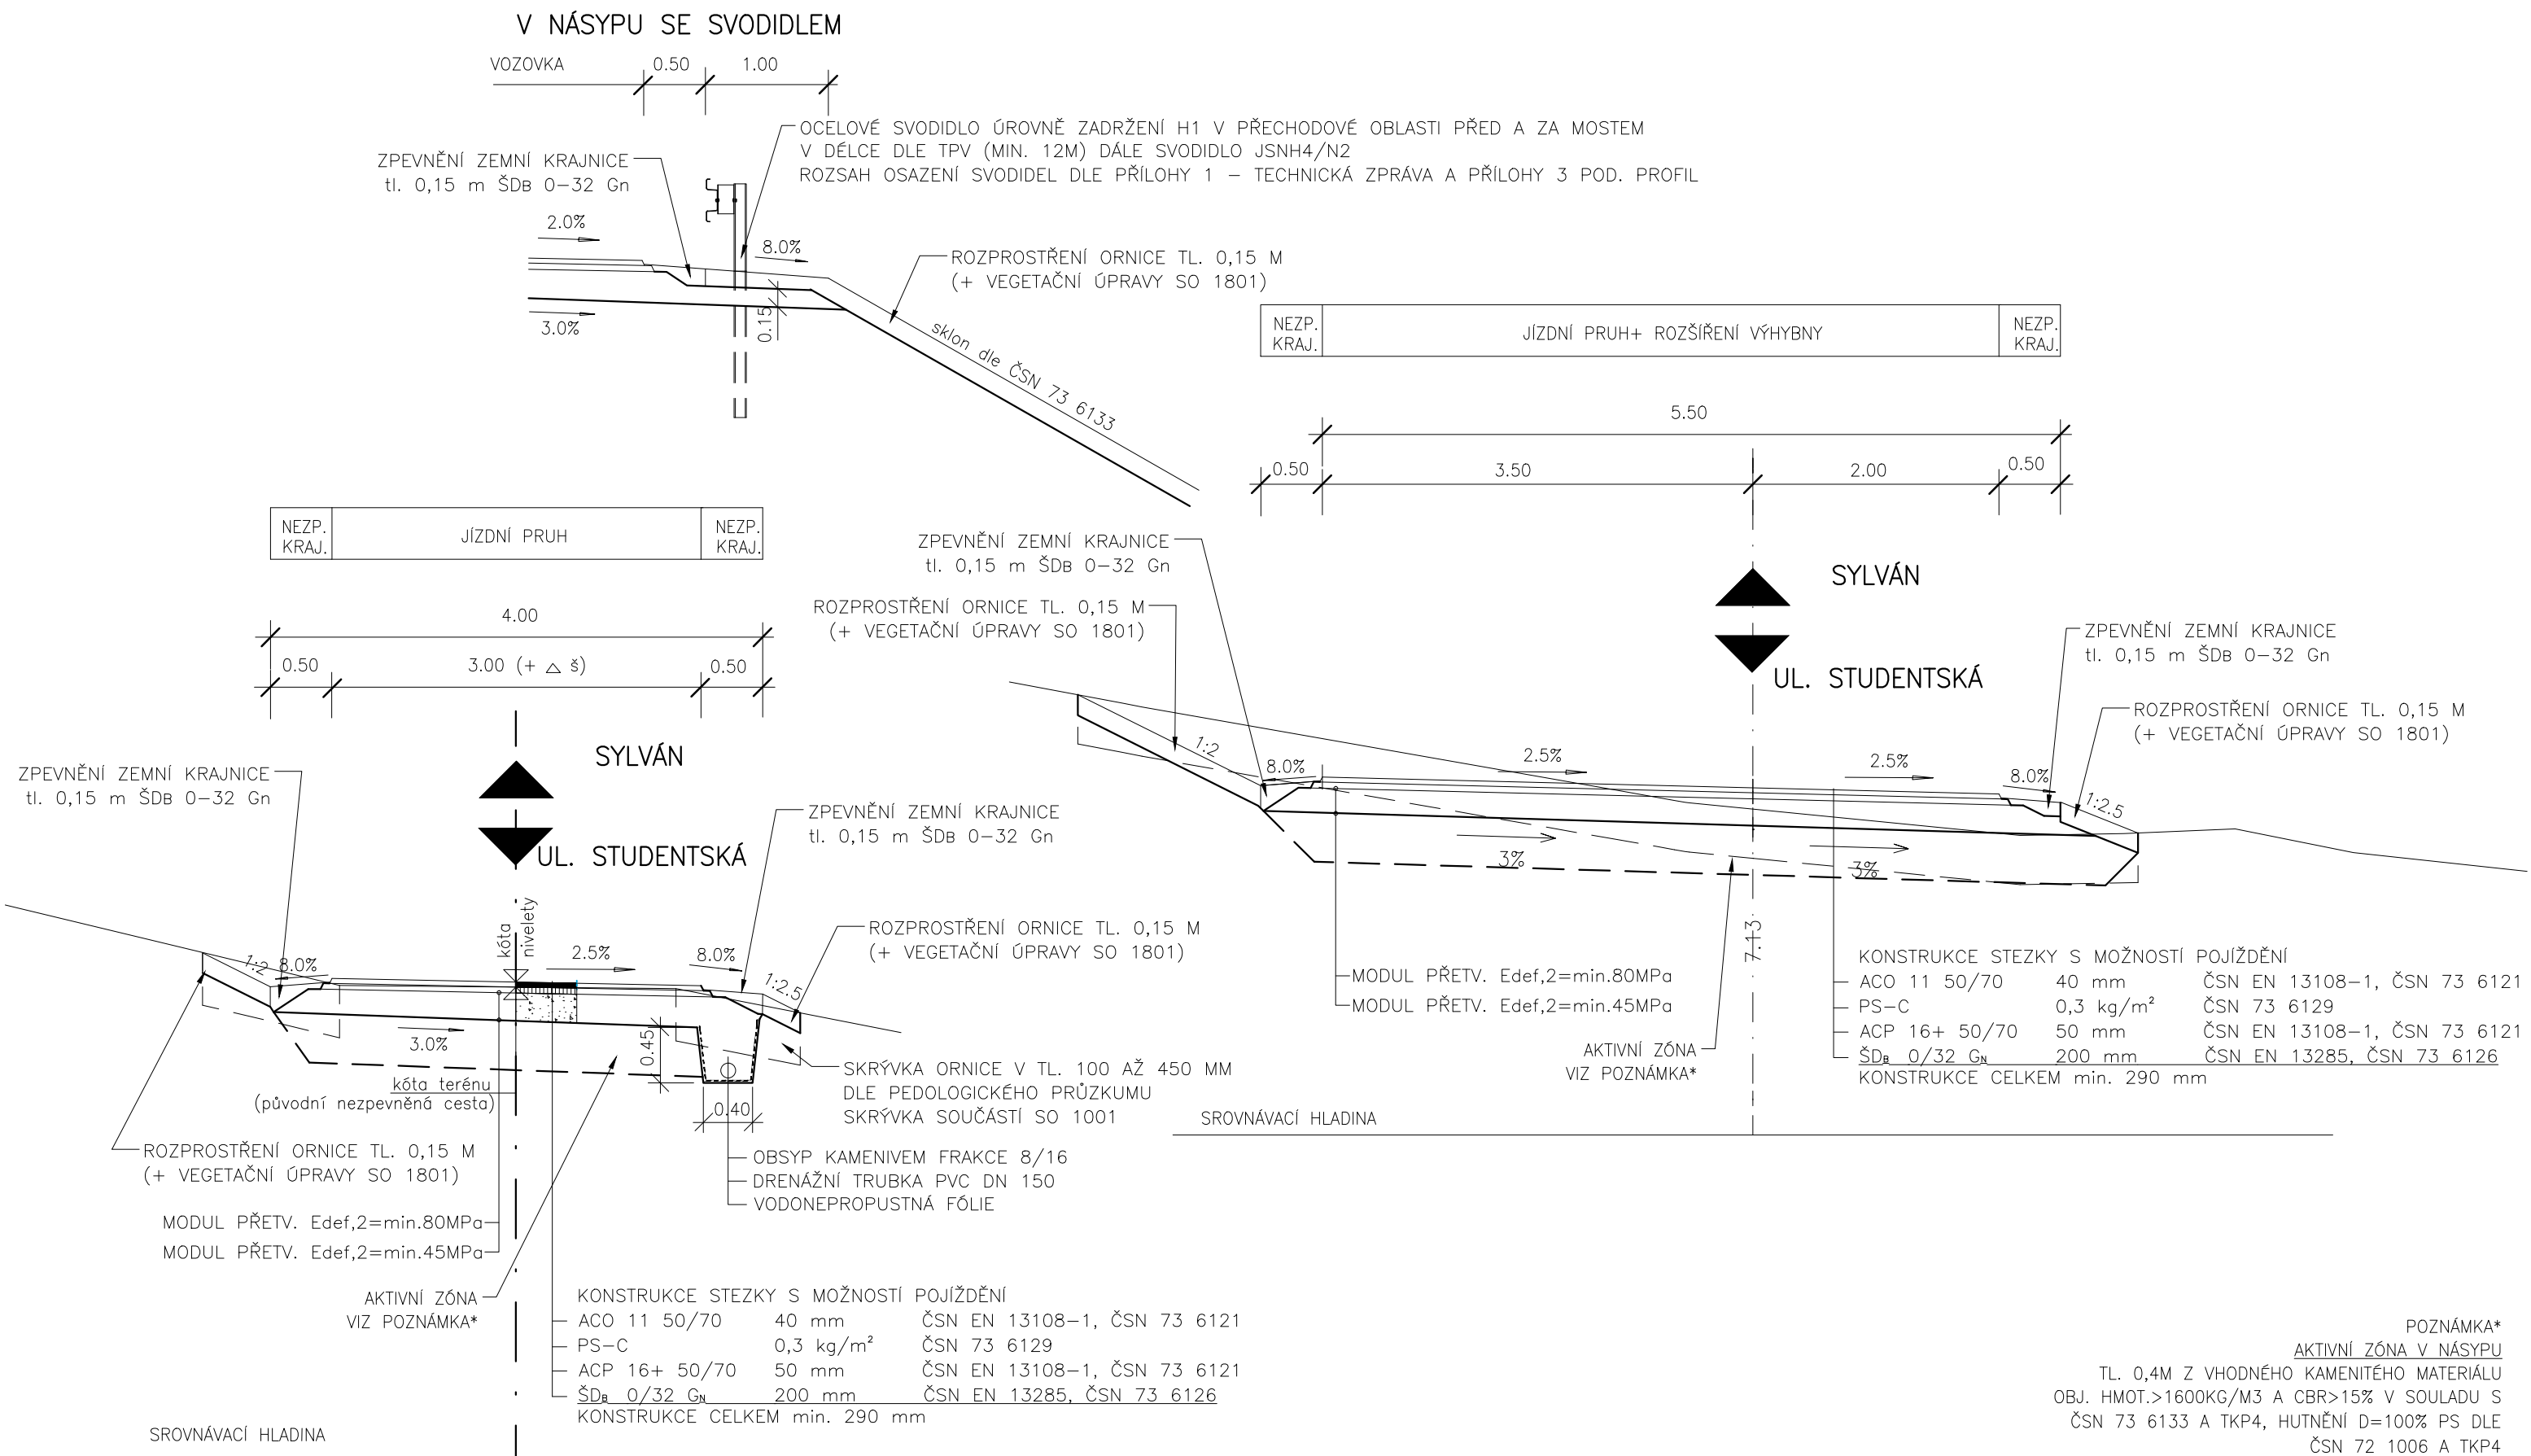 V NÁSYPU SE SVODIDLEM
VOZOVKA
0.50
1.00
OCELOVÉ SVODIDLO ÚROVNĚ ZADRŽENÍ H1 V PŘECHODOVÉ OBLASTI PŘED A ZA MOSTEM
V DÉLCE DLE TPV (MIN. 12M) DÁLE SVODIDLO JSNH4/N2
ROZSAH OSAZENÍ SVODIDEL DLE PŘÍLOHY 1 – TECHNICKÁ ZPRÁVA A PŘÍLOHY 3 POD. PROFIL
ZPEVNĚNÍ ZEMNÍ KRAJNICE
tl. 0,15 m ŠDB 0–32 Gn
2.0%
8.0%
3.0%
0.15
ROZPROSTŘENÍ ORNICE TL. 0,15 M
(+ VEGETAČNÍ ÚPRAVY SO 1801)
sklon dle ČSN 73 6133
NEZP.
KRAJ.
JÍZDNÍ PRUH+ ROZŠÍŘENÍ VÝHYBNY
NEZP.
KRAJ.
5.50
0.50
3.50
2.00
0.50
SYLVÁN
UL. STUDENTSKÁ
ZPEVNĚNÍ ZEMNÍ KRAJNICE
tl. 0,15 m ŠDB 0–32 Gn
ROZPROSTŘENÍ ORNICE TL. 0,15 M
(+ VEGETAČNÍ ÚPRAVY SO 1801)
ZPEVNĚNÍ ZEMNÍ KRAJNICE
tl. 0,15 m ŠDB 0–32 Gn
ROZPROSTŘENÍ ORNICE TL. 0,15 M
(+ VEGETAČNÍ ÚPRAVY SO 1801)
1:2
8.0%
2.5%
2.5%
8.0%
1:2.5
3%
3%
7.13
MODUL PŘETV. Edef,2=min.80MPa
MODUL PŘETV. Edef,2=min.45MPa
AKTIVNÍ ZÓNA
VIZ POZNÁMKA*
KONSTRUKCE STEZKY S MOŽNOSTÍ POJÍŽDĚNÍ
ACO 11 50/70 40 mm ČSN EN 13108–1, ČSN 73 6121
PS–C 0,3 kg/m² ČSN 73 6129
ACP 16+ 50/70 50 mm ČSN EN 13108–1, ČSN 73 6121
ŠDB 0/32 GN 200 mm ČSN EN 13285, ČSN 73 6126
KONSTRUKCE CELKEM min. 290 mm
SROVNÁVACÍ HLADINA
NEZP.
KRAJ.
JÍZDNÍ PRUH
NEZP.
KRAJ.
4.00
0.50
3.00 (+ △ š)
0.50
SYLVÁN
UL. STUDENTSKÁ
ZPEVNĚNÍ ZEMNÍ KRAJNICE
tl. 0,15 m ŠDB 0–32 Gn
ZPEVNĚNÍ ZEMNÍ KRAJNICE
tl. 0,15 m ŠDB 0–32 Gn
ROZPROSTŘENÍ ORNICE TL. 0,15 M
(+ VEGETAČNÍ ÚPRAVY SO 1801)
kóta
nivelety
1:2
8.0%
2.5%
8.0%
1:2.5
3.0%
0.45
0.40
kóta terénu
(původní nezpevněná cesta)
SKRÝVKA ORNICE V TL. 100 AŽ 450 MM
DLE PEDOLOGICKÉHO PRŮZKUMU
SKRÝVKA SOUČÁSTÍ SO 1001
OBSYP KAMENIVEM FRAKCE 8/16
DRENÁŽNÍ TRUBKA PVC DN 150
VODONEPROPUSTNÁ FÓLIE
ROZPROSTŘENÍ ORNICE TL. 0,15 M
(+ VEGETAČNÍ ÚPRAVY SO 1801)
MODUL PŘETV. Edef,2=min.80MPa
MODUL PŘETV. Edef,2=min.45MPa
AKTIVNÍ ZÓNA
VIZ POZNÁMKA*
KONSTRUKCE STEZKY S MOŽNOSTÍ POJÍŽDĚNÍ
ACO 11 50/70 40 mm ČSN EN 13108–1, ČSN 73 6121
PS–C 0,3 kg/m² ČSN 73 6129
ACP 16+ 50/70 50 mm ČSN EN 13108–1, ČSN 73 6121
ŠDB 0/32 GN 200 mm ČSN EN 13285, ČSN 73 6126
KONSTRUKCE CELKEM min. 290 mm
SROVNÁVACÍ HLADINA
POZNÁMKA*
AKTIVNÍ ZÓNA V NÁSYPU
TL. 0,4M Z VHODNÉHO KAMENITÉHO MATERIÁLU
OBJ. HMOT.>1600KG/M3 A CBR>15% V SOULADU S
ČSN 73 6133 A TKP4, HUTNĚNÍ D=100% PS DLE
ČSN 72 1006 A TKP4